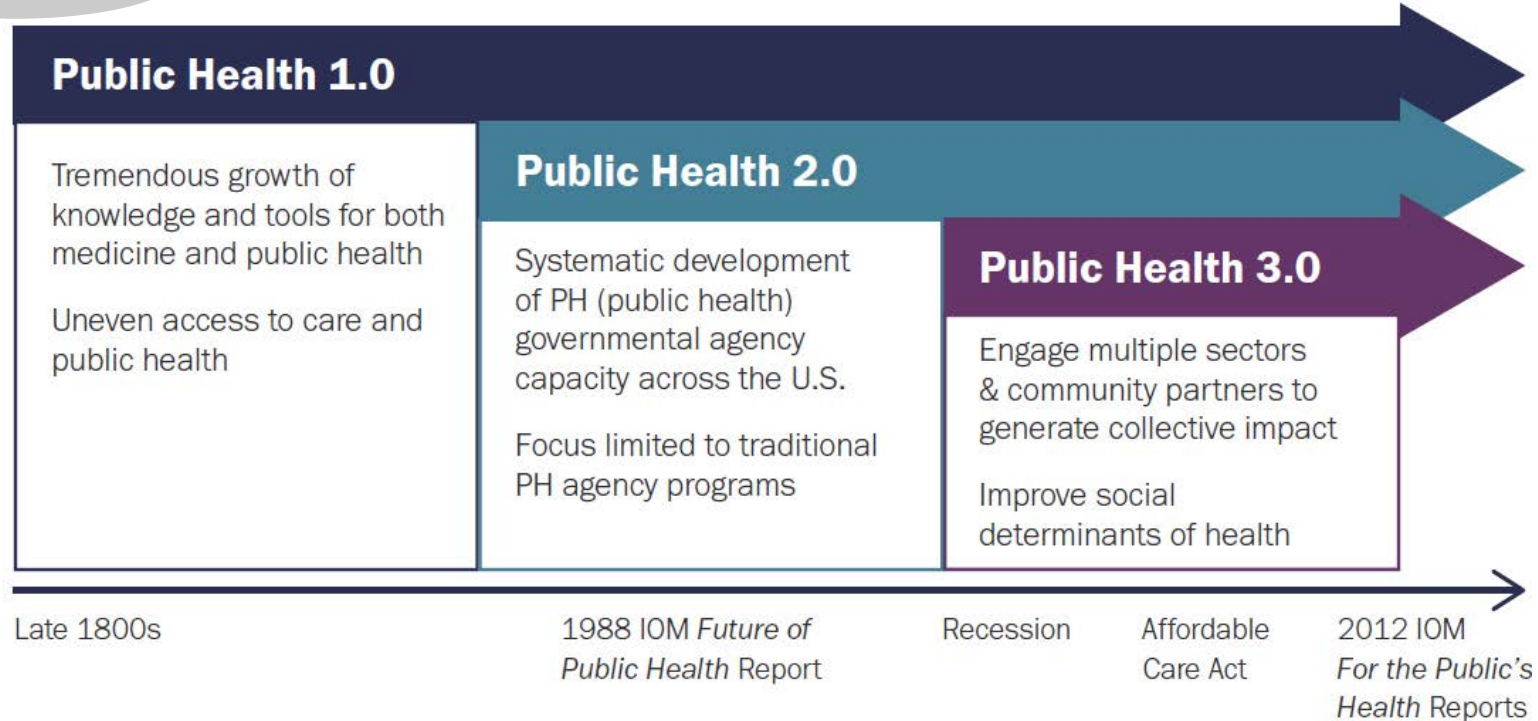 Public Health 1.0
Tremendous growth of
knowledge and tools for both
medicine and public health
Uneven access to care and
public health
Public Health 2.0
Systematic development
of PH (public health)
governmental agency
capacity across the U.S.
Focus limited to traditional
PH agency programs
Public Health 3.0
Engage multiple sectors
& community partners to
generate collective impact
Improve social
determinants of health
Late 1800s
1988 IOM Future of
Public Health Report
Recession
Affordable
Care Act
2012 IOM
For the Public's
Health Reports